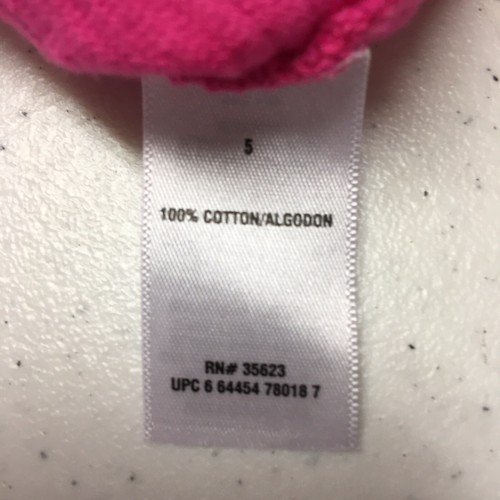 5
100% COTTON/ALGODON
RN# 35623
UPC 6 64454 78018 7